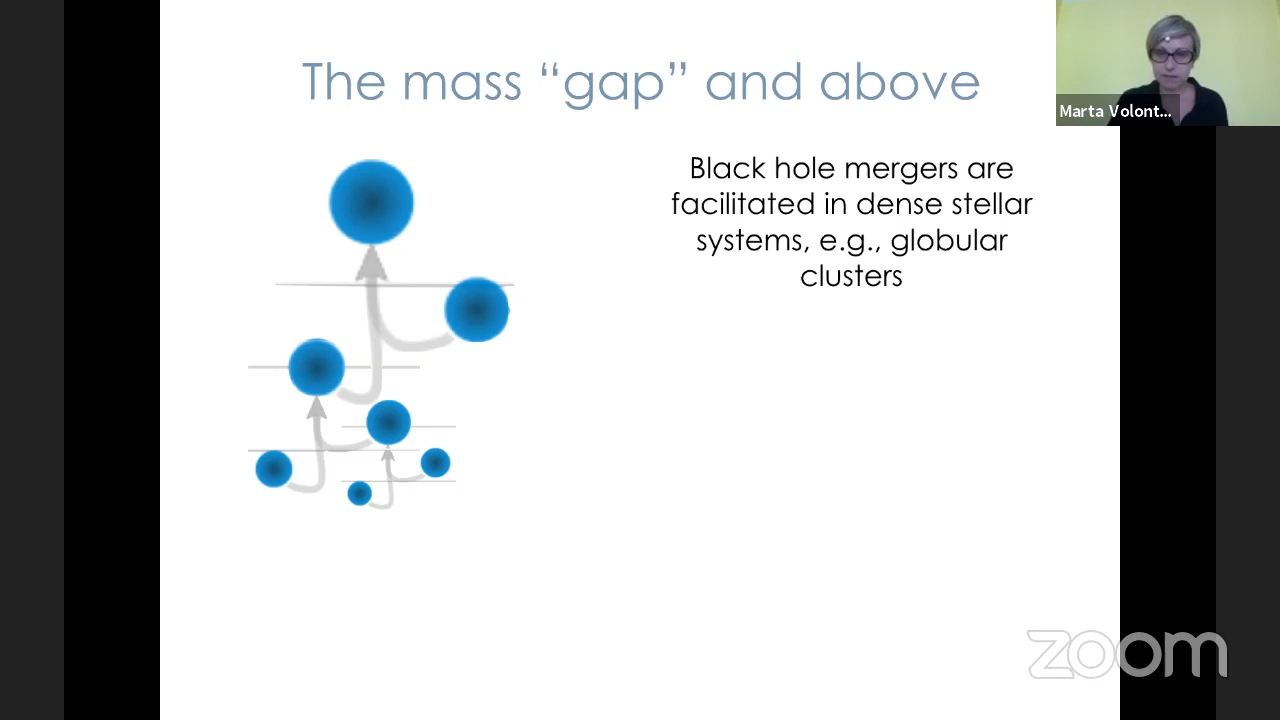 The mass “gap” and above
Marta Volont...
Black hole mergers are
facilitated in dense stellar
systems, e.g., globular
clusters
zoom